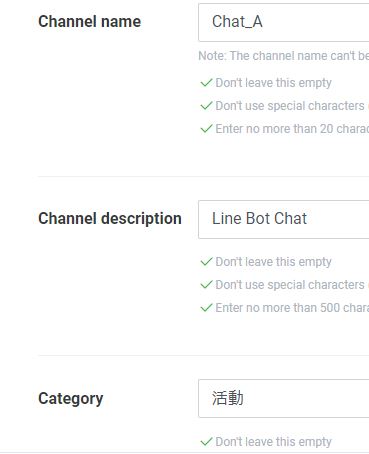 Channel name
Chat_A
Note: The channel name can't be
Don't leave this empty
Don't use special characters
Enter no more than 20
Channel description
Line Bot Chat
Don't leave this empty
Don't use special characters
Enter no more than 500
Category
活動
Don't leave this empty